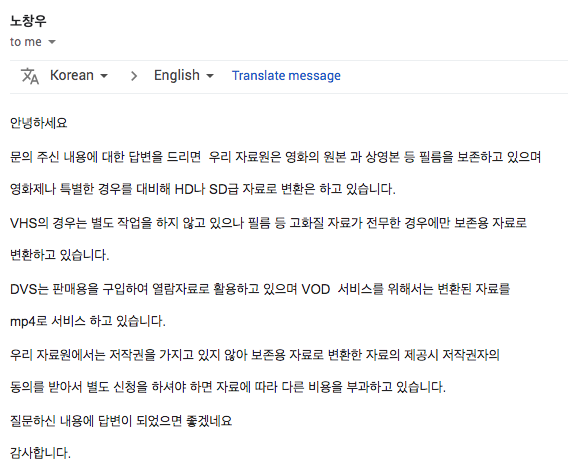 노창우
to me
Korean > English Translate message
안녕하세요
문의 주신 내용에 대한 답변을 드리면 우리 자료원은 영화의 원본 과 상영본 등 필름을 보존하고 있으며
영화제나 특별한 경우를 대비해 HD나 SD급 자료로 변환은 하고 있습니다.
VHS의 경우는 별도 작업을 하지 않고 있으나 필름 등 고화질 자료가 전무한 경우에만 보존용 자료로
변환하고 있습니다.
DVS는 판매용을 구입하여 열람자료로 활용하고 있으며 VOD 서비스를 위해서는 변환된 자료를
mp4로 서비스 하고 있습니다.
우리 자료원에서는 저작권을 가지고 있지 않아 보존용 자료로 변환한 자료의 제공시 저작권자의
동의를 받아서 별도 신청을 하셔야 하면 자료에 따라 다른 비용을 부과하고 있습니다.
질문하신 내용에 답변이 되었으면 좋겠네요
감사합니다.